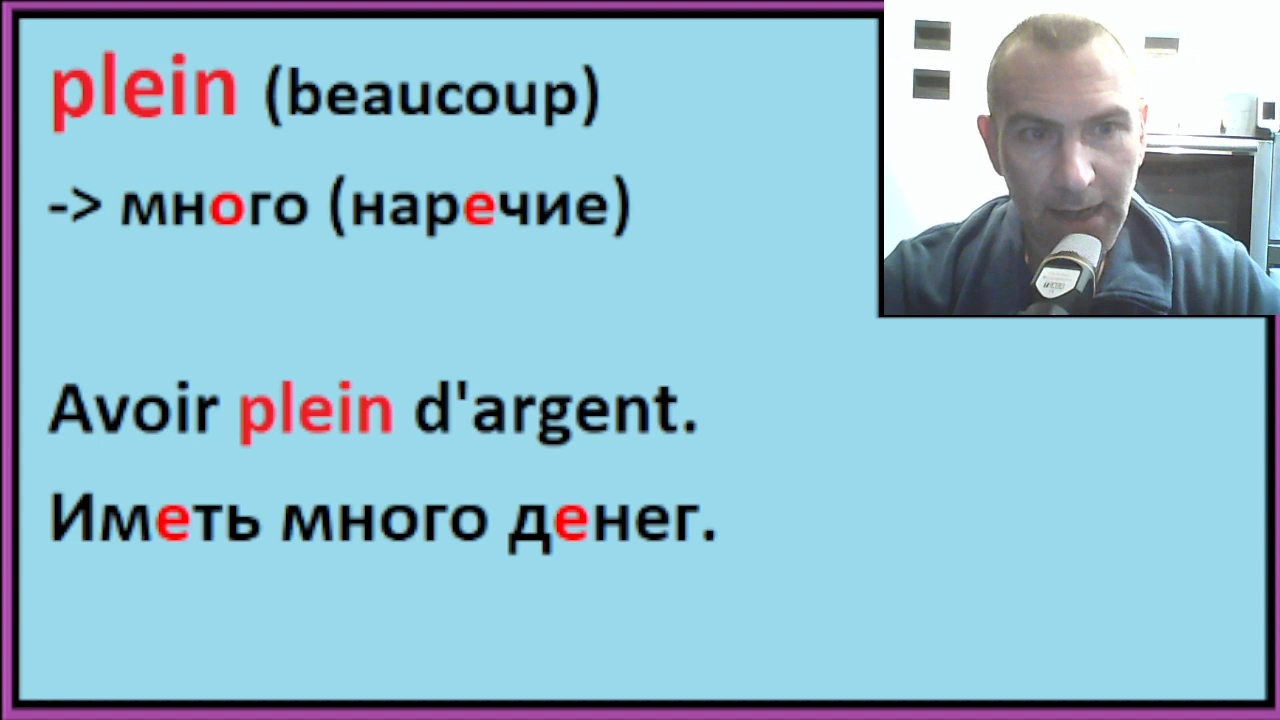 plein (beaucoup)
-> много (наречие)
Avoir plein d'argent.
Иметь много денег.